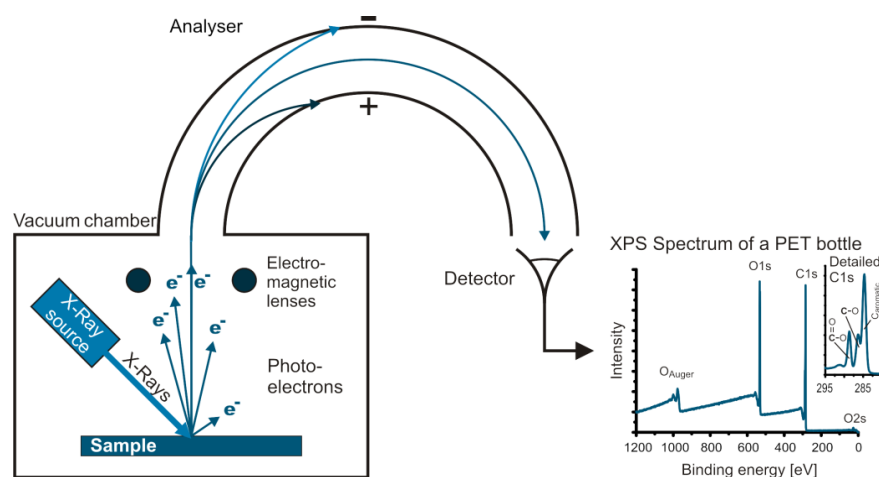 Analyser
-
+
Vacuum chamber
Electro-
magnetic
lenses
e-
e-
e-
e-
e-
X-Ray
source
X-Rays
Photo-
electrons
Sample
Detector
XPS Spectrum of a PET bottle
O1s
C1s
Detailed
C1s
C-O
O
C-O
Caromatic
295
285
Intensity
OAuger
O2s
1200 1000 800 600 400 200 0
Binding energy [eV]